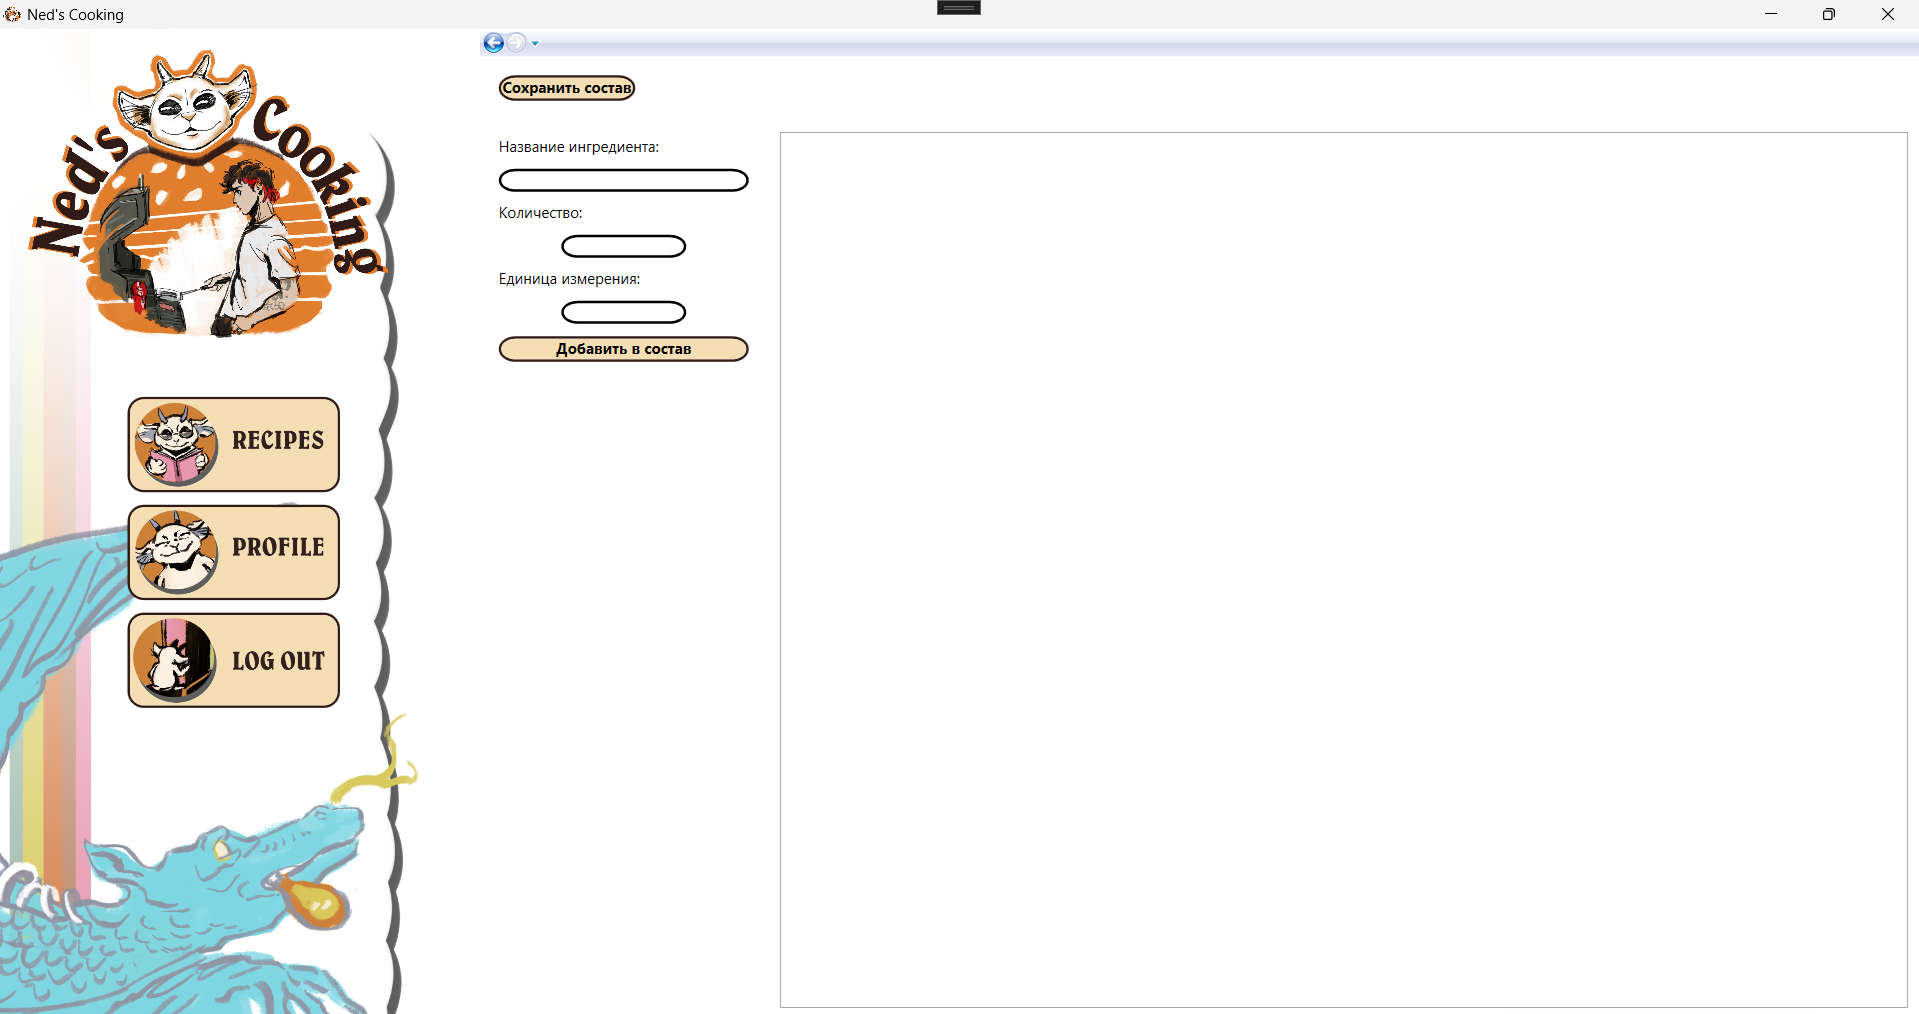 Ned's Cooking
Ned's Cooking
RECIPES
PROFILE
LOG OUT
Сохранить состав
Название ингредиента:
Количество:
Единица измерения:
Добавить в состав